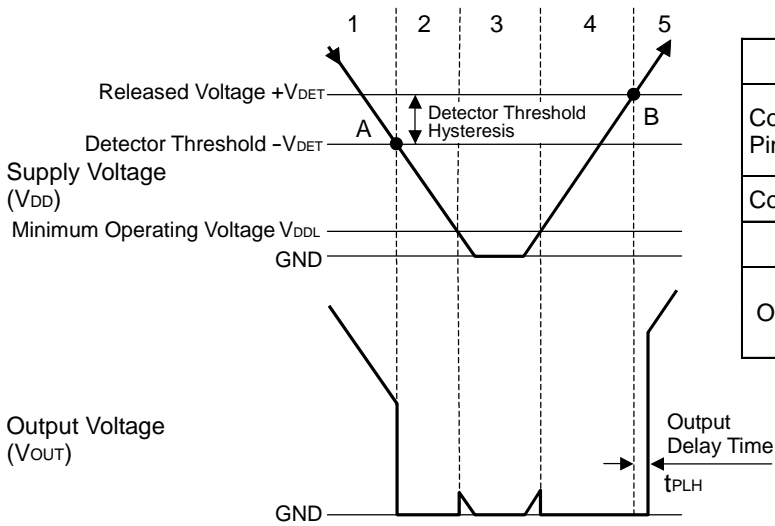 1 2 3 4 5
Released Voltage +VDET
Detector Threshold
Hysteresis
A
B
Detector Threshold –VDET
Supply Voltage
(VDD)
Minimum Operating Voltage VDDL
GND
Output Voltage
(VOUT)
Output
Delay Time
tPLH
GND
Co
Pin
Co
O